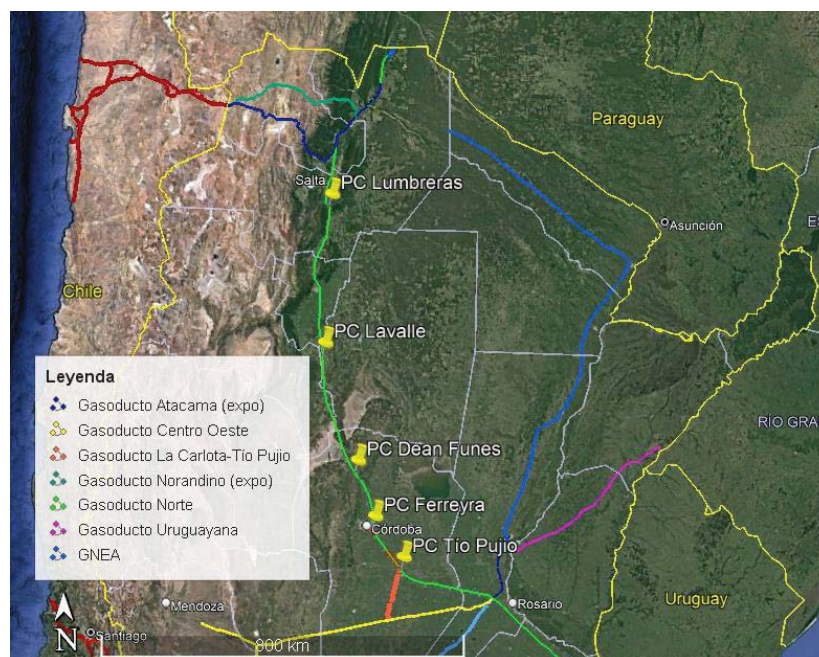 Paraguay
Salta
PC Lumbreras
Asunción
ES
Chile
PC Lavalle
Leyenda
Gasoducto Atacama (expo)
Gasoducto Centro Oeste
Gasoducto La Carlota-Tío Pujio
Gasoducto Norandino (expo)
Gasoducto Norte
Gasoducto Uruguayana
GNEA
RÍO GRA
PC Dean Funes
PC Ferreyra
Córdoba
PC Tío Pujio
Mendoza
Rosario
Uruguay
N
Santiago
800 km